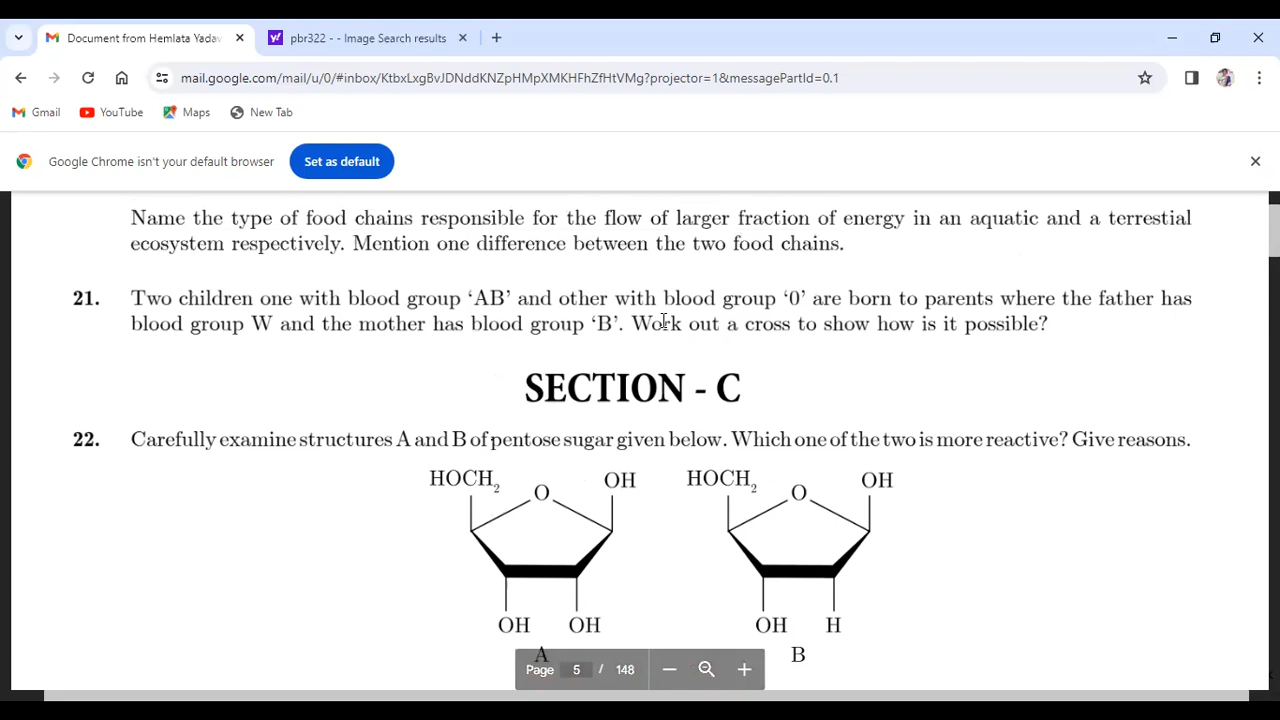 Document from Hemlata Yadav
pbr322 - - Image Search results
mail.google.com/mail/u/0/#inbox/KtbxLxgBvJDNddKNZpHMpXMKHFhZfHtVMg?projector=1&messagePartId=0.1
Gmail YouTube Maps New Tab
Google Chrome isn't your default browser Set as default
Name the type of food chains responsible for the flow of larger fraction of energy in an aquatic and a terrestial
ecosystem respectively. Mention one difference between the two food chains.
21. Two children one with blood group 'AB' and other with blood group '0' are born to parents where the father has
blood group W and the mother has blood group 'B'. Work out a cross to show how is it possible?
SECTION - C
22. Carefully examine structures A and B of pentose sugar given below. Which one of the two is more reactive? Give reasons.
HOCH2 O OH HOCH2 O OH
OH OH OH H
A B
Page 5 / 148